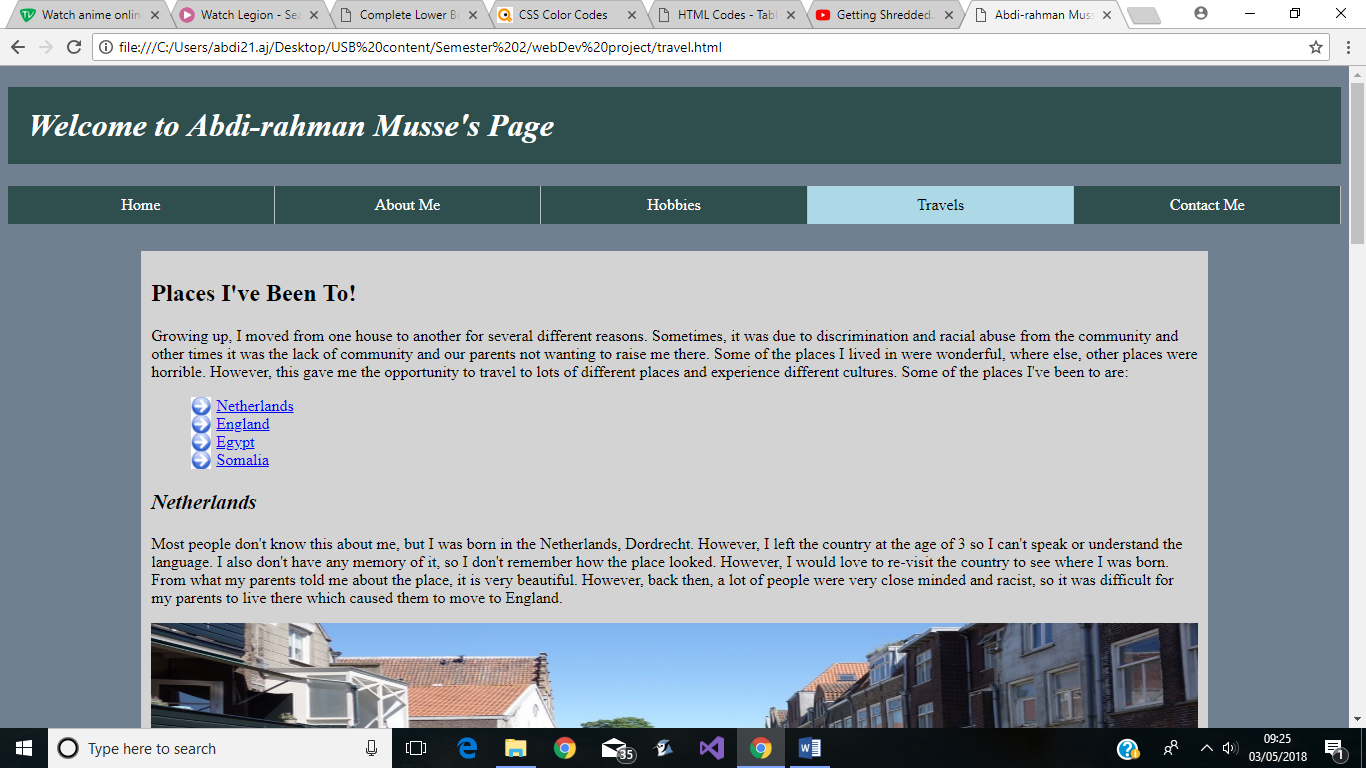 Watch anime onlin
Watch Legion - Sea
Complete Lower Bo
CSS Color Codes
HTML Codes - Tabl
Getting Shredded.
Abdi-rahman Mus
file:///C:/Users/abdi21.aj/Desktop/USB%20content/Semester%202/webDev%20project/travel.html
Welcome to Abdi-rahman Musse's Page
Home
About Me
Hobbies
Travels
Contact Me
Places I've Been To!
Growing up, I moved from one house to another for several different reasons. Sometimes, it was due to discrimination and racial abuse from the community and
other times it was the lack of community and our parents not wanting to raise me there. Some of the places I lived in were wonderful, where else, other places were
horrible. However, this gave me the opportunity to travel to lots of different places and experience different cultures. Some of the places I've been to are:
Netherlands
England
Egypt
Somalia
Netherlands
Most people don't know this about me, but I was born in the Netherlands, Dordrecht. However, I left the country at the age of 3 so I can't speak or understand the
language. I also don't have any memory of it, so I don't remember how the place looked. However, I would love to re-visit the country to see where I was born.
From what my parents told me about the place, it is very beautiful. However, back then, a lot of people were very close minded and racist, so it was difficult for
my parents to live there which caused them to move to England.
Type here to search
35
09:25
03/05/2018
1